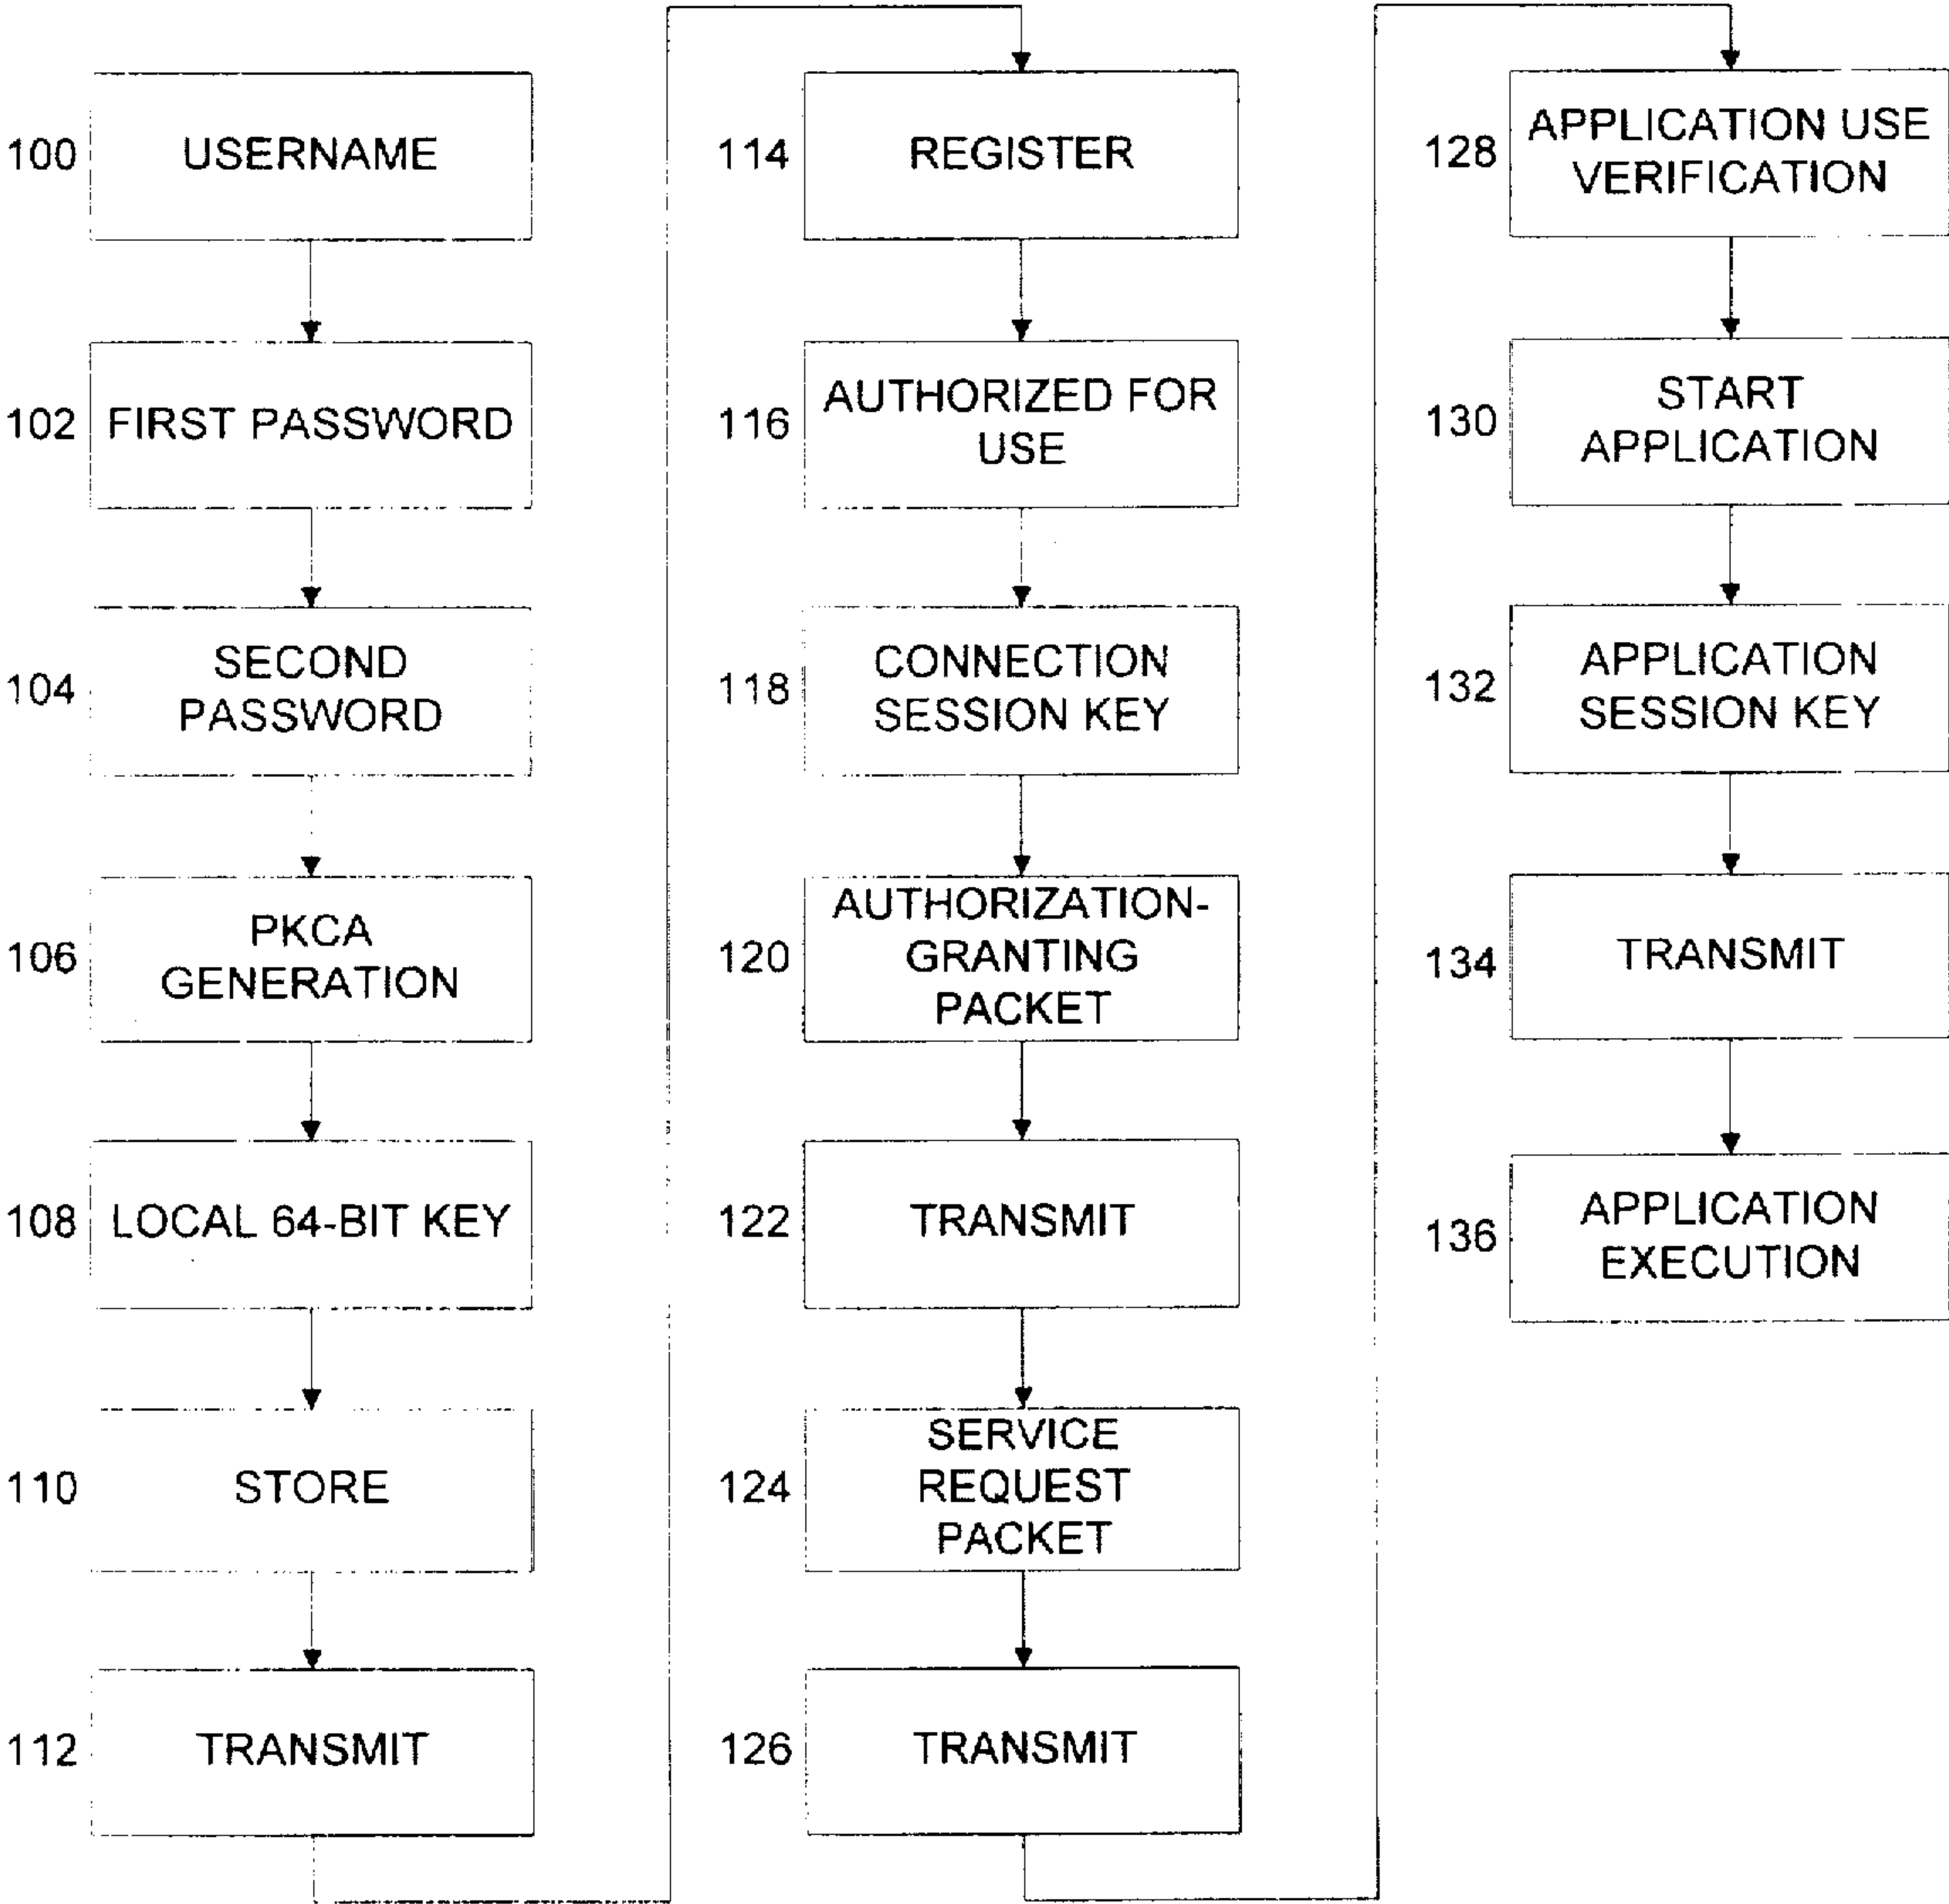 100
USERNAME
102
FIRST PASSWORD
104
SECOND
PASSWORD
106
PKCA
GENERATION
108
LOCAL 64-BIT KEY
110
STORE
112
TRANSMIT
114
REGISTER
116
AUTHORIZED FOR
USE
118
CONNECTION
SESSION KEY
120
AUTHORIZATION-
GRANTING
PACKET
122
TRANSMIT
124
SERVICE
REQUEST
PACKET
126
TRANSMIT
128
APPLICATION USE
VERIFICATION
130
START
APPLICATION
132
APPLICATION
SESSION KEY
134
TRANSMIT
136
APPLICATION
EXECUTION